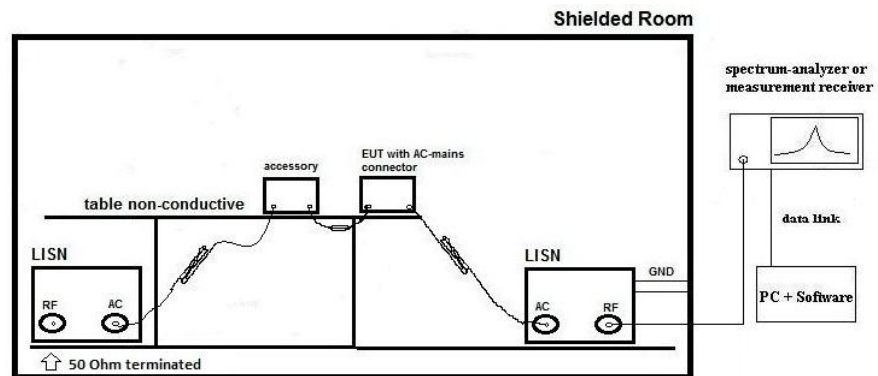 Shielded Room
spectrum-analyzer or
measurement receiver
EUT with AC-mains
connector
accessory
table non-conductive
data link
LISN
LISN
GND
RF
AC
AC
RF
PC + Software
50 Ohm terminated